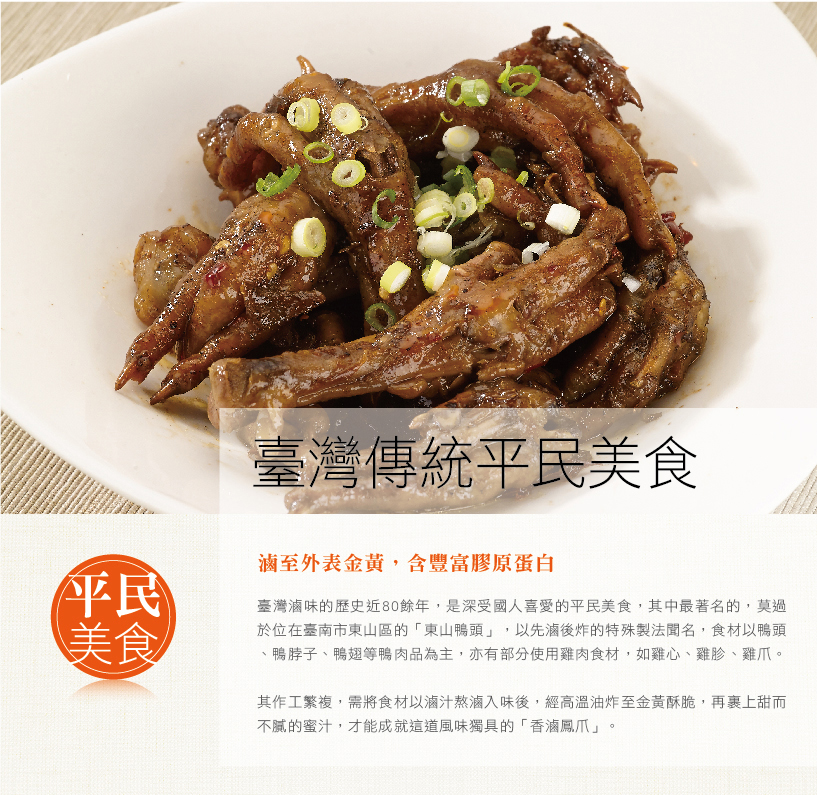 臺灣傳統平民美食
平民
美食
滷至外表金黃，含豐富膠原蛋白
臺灣滷味的歷史近80餘年，是深受國人喜愛的平民美食，其中最著名的，莫過
於位在臺南市東山區的「東山鴨頭」，以先滷後炸的特殊製法聞名，食材以鴨頭
、鴨脖子、鴨翅等鴨肉品為主，亦有部分使用雞肉食材，如雞心、雞胗、雞爪。
其作工繁複，需將食材以滷汁熬滷入味後，經高溫油炸至金黃酥脆，再裹上甜而
不膩的蜜汁，才能成就這道風味獨具的「香滷鳳爪」。